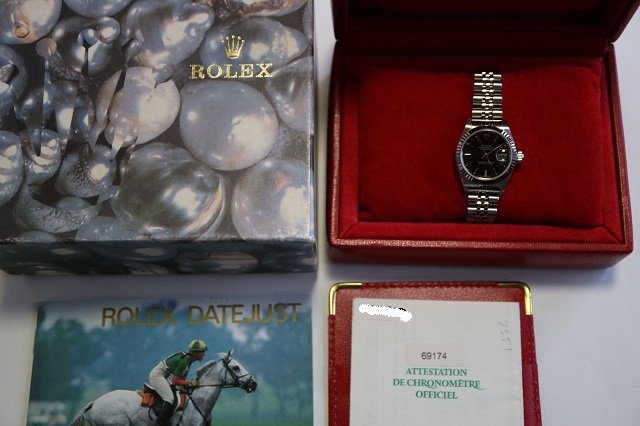 ROLEX
ROLEX DATEJUST
69174
ATTESTATION
DE CHRONOMÈTRE
OFFICIEL